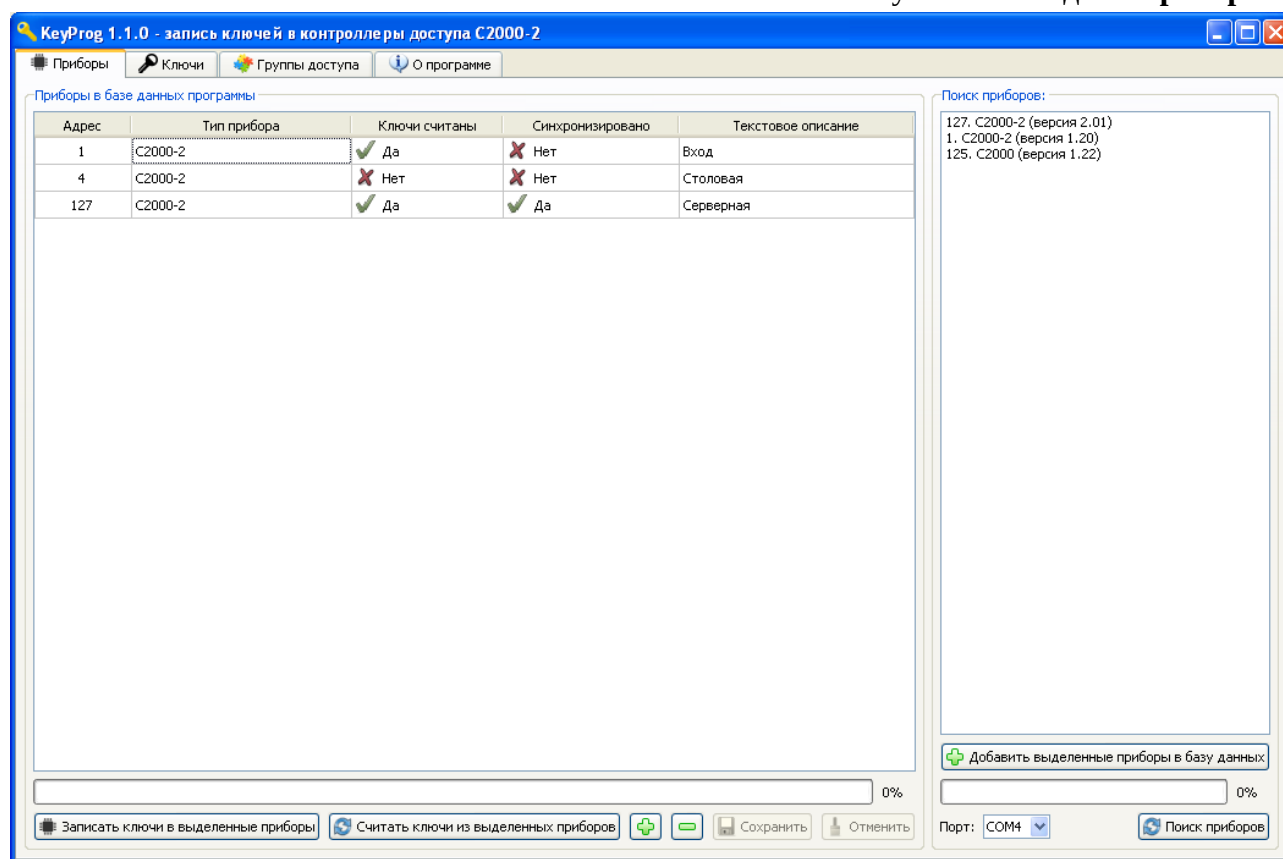 KeyProg 1.1.0 - запись ключей в контроллеры доступа С2000-2
Приборы Ключи Группы доступа О программе
Приборы в базе данных программы
Адрес Тип прибора Ключи считаны Синхронизировано Текстовое описание
1 С2000-2 Да Нет Вход
4 С2000-2 Нет Нет Столовая
127 С2000-2 Да Да Серверная
0%
Записать ключи в выделенные приборы Считать ключи из выделенных приборов Сохранить Отменить
Поиск приборов:
127. С2000-2 (версия 2.01)
1. С2000-2 (версия 1.20)
125. С2000 (версия 1.22)
Добавить выделенные приборы в базу данных
0%
Порт: COM4 Поиск приборов